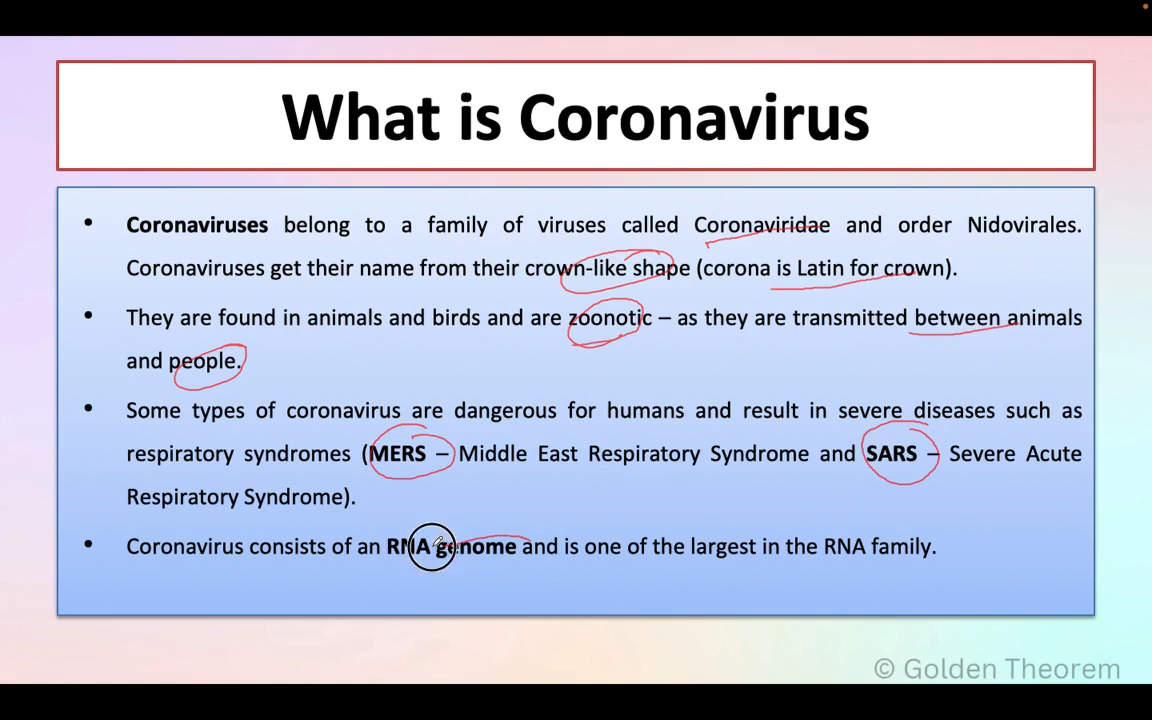 What is Coronavirus
• Coronaviruses belong to a family of viruses called Coronaviridae and order Nidovirales.
Coronaviruses get their name from their crown-like shape (corona is Latin for crown).
• They are found in animals and birds and are zoonotic – as they are transmitted between animals
and people.
• Some types of coronavirus are dangerous for humans and result in severe diseases such as
respiratory syndromes (MERS – Middle East Respiratory Syndrome and SARS – Severe Acute
Respiratory Syndrome).
• Coronavirus consists of an RNA genome and is one of the largest in the RNA family.
© Golden Theorem